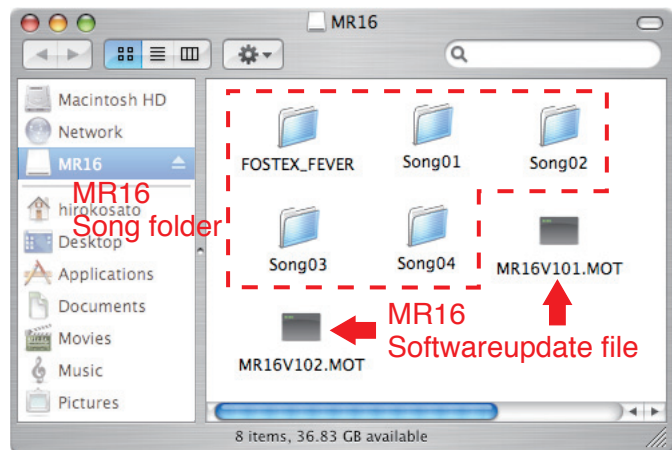 MR16
Macintosh HD
Network
MR16
hirokosato
Desktop
Applications
Documents
Movies
Music
Pictures
MR16
Song folder
FOSTEX_FEVER
Song01
Song02
Song03
Song04
MR16V101.MOT
MR16V102.MOT
MR16
Softwareupdate file
8 items, 36.83 GB available